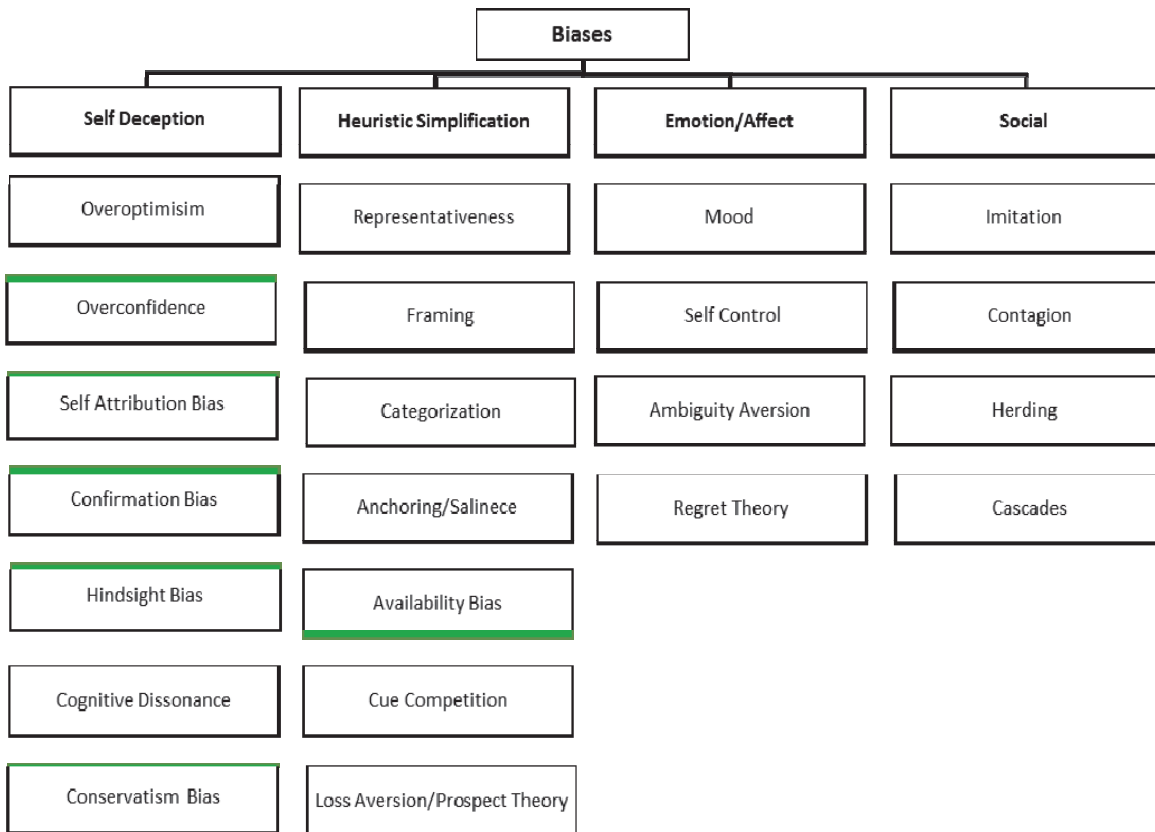 Biases
Self Deception
Heuristic Simplification
Emotion/Affect
Social
Overoptimisim
Representativeness
Mood
Imitation
Overconfidence
Framing
Self Control
Contagion
Self Attribution Bias
Categorization
Ambiguity Aversion
Herding
Confirmation Bias
Anchoring/Salinece
Regret Theory
Cascades
Hindsight Bias
Availability Bias
Cognitive Dissonance
Cue Competition
Conservatism Bias
Loss Aversion/Prospect Theory